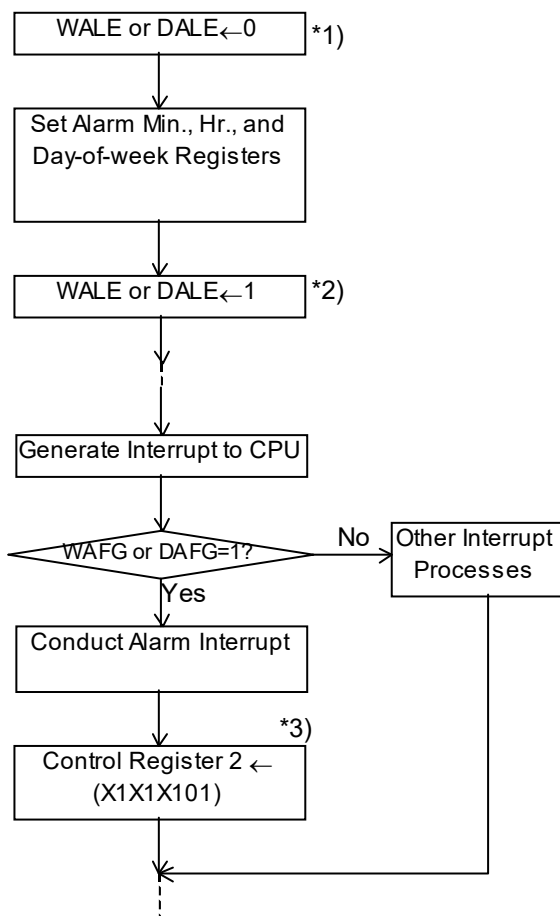 WALE or DALE←0
*1)
Set Alarm Min., Hr., and
Day-of-week Registers
WALE or DALE←1
*2)
Generate Interrupt to CPU
WAFG or DAFG=1?
No
Other Interrupt
Processes
Yes
Conduct Alarm Interrupt
*3)
Control Register 2 ←
(X1X1X101)